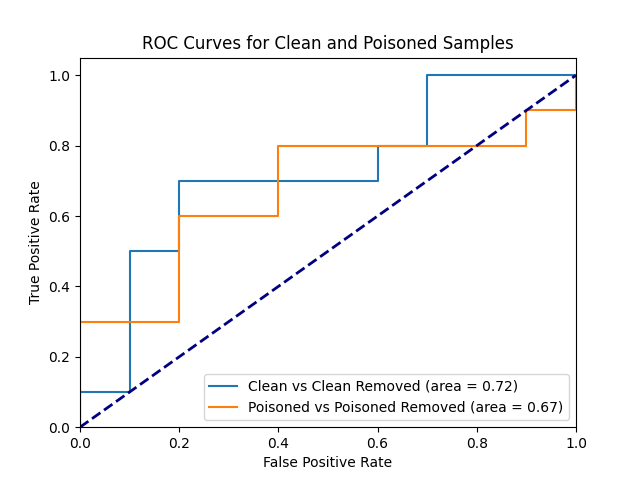 ROC Curves for Clean and Poisoned Samples
1.0
0.8
0.6
0.4
0.2
0.0
True Positive Rate
Clean vs Clean Removed (area = 0.72)
Poisoned vs Poisoned Removed (area = 0.67)
0.0 0.2 0.4 0.6 0.8 1.0
False Positive Rate